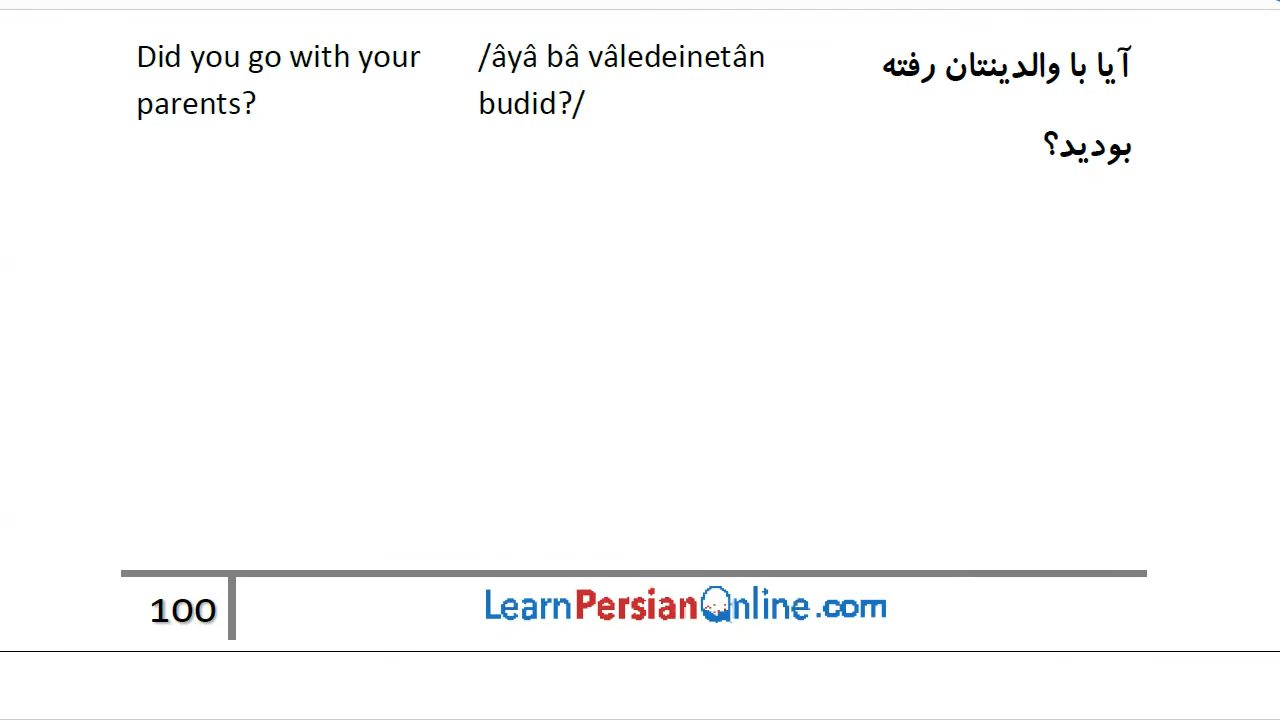 Did you go with your
parents?
/âyâ bâ vâledeinetân
budid?/
آیا با والدینتان رفته
بودید؟
100
LearnPersianOnline.com